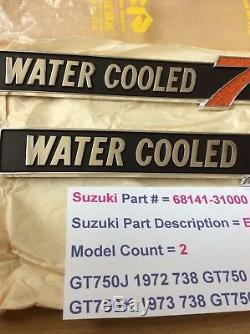 WATER COOLED 7
WATER COOLED
Suzuki Part # = 68141-31000
Suzuki Part Description = E
Model Count = 2
GT750J 1972 738 GT750
1973 738 GT750